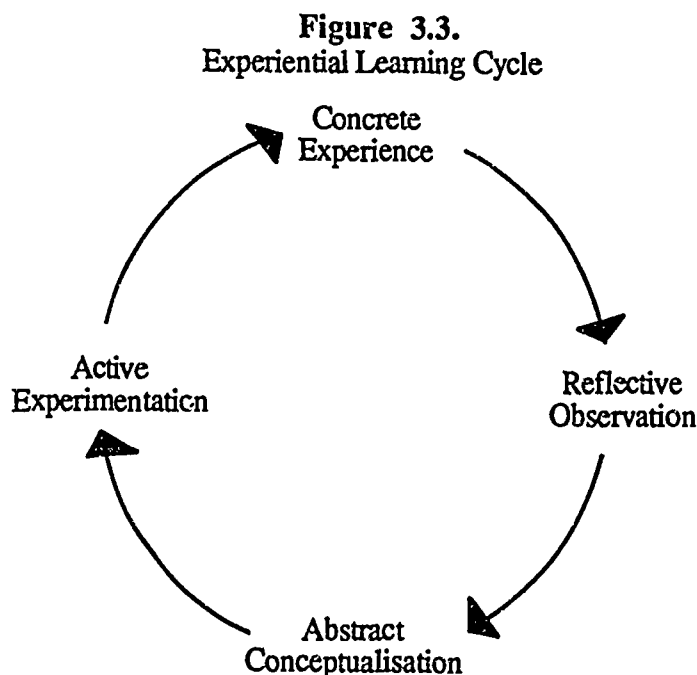 Figure 3.3.
Experiential Learning Cycle
Concrete
Experience
Reflective
Observation
Abstract
Conceptualisation
Active
Experimentation